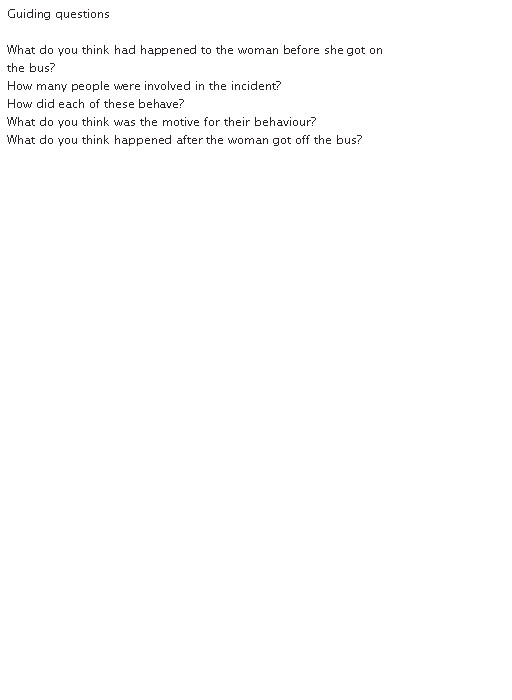 Guiding questions
What do you think had happened to the woman before she got on
the bus?
How many people were involved in the incident?
How did each of these behave?
What do you think was the motive for their behaviour?
What do you think happened after the woman got off the bus?